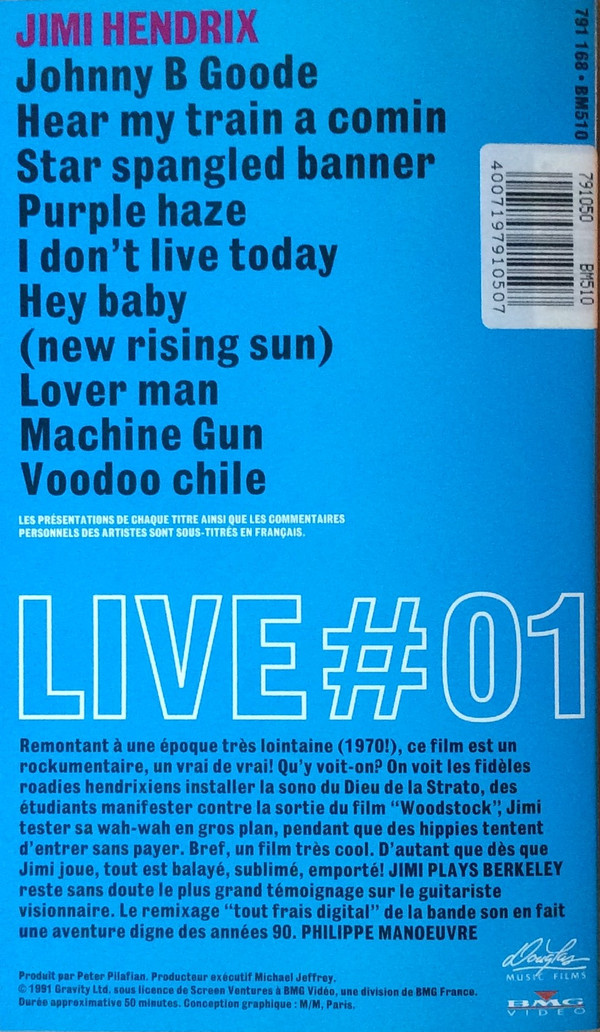 JIMI HENDRIX
Johnny B Goode
Hear my train a comin
Star spangled banner
Purple haze
I don't live today
Hey baby
(new rising sun)
Lover man
Machine Gun
Voodoo chile
791 168 • BM510
791050 BM510
4007197910507
LES PRÉSENTATIONS DE CHAQUE TITRE AINSI QUE LES COMMENTAIRES
PERSONNELS DES ARTISTES SONT SOUS-TITRÉS EN FRANÇAIS.
LIVE#01
Remontant à une époque très lointaine (1970!), ce film est un
rockumentaire, un vrai de vrai! Qu'y voit-on? On voit les fidèles
roadies hendrixiens installer la sono du Dieu de la Strato, des
étudiants manifester contre la sortie du film "Woodstock", Jimi
tester sa wah-wah en gros plan, pendant que des hippies tentent
d'entrer sans payer. Bref, un film très cool. D'autant que dès que
Jimi joue, tout est balayé, sublimé, emporté! JIMI PLAYS BERKELEY
reste sans doute le plus grand témoignage sur le guitariste
visionnaire. Le remixage "tout frais digital" de la bande son en fait
une aventure digne des années 90. PHILIPPE MANOEUVRE
Produit par Peter Pilafian. Producteur exécutif Michael Jeffrey.
© 1991 Gravity Ltd, sous licence de Screen Ventures à BMG Vidéo, une division de BMG France.
Durée approximative 50 minutes. Conception graphique : M/M, Paris.
Douglas
MUSIC FILMS
BMG
VIDEO